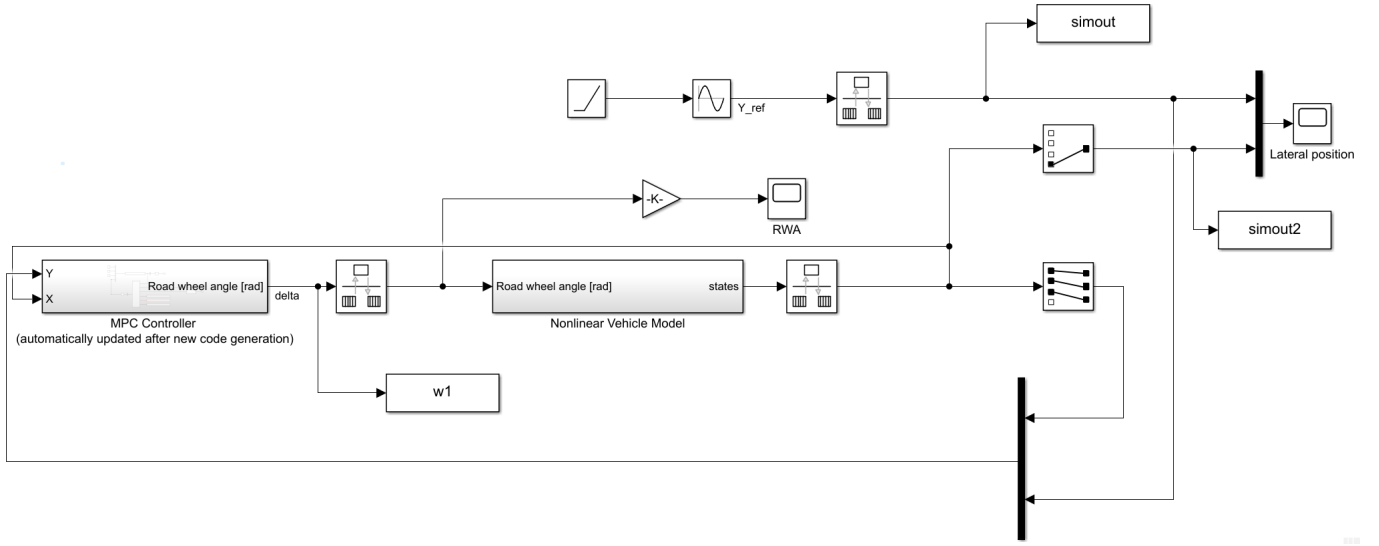 simout
Y_ref
Lateral position
-K-
RWA
simout2
Y
X
Road wheel angle [rad]
delta
MPC Controller
(automatically updated after new code generation)
Road wheel angle [rad]
states
Nonlinear Vehicle Model
w1